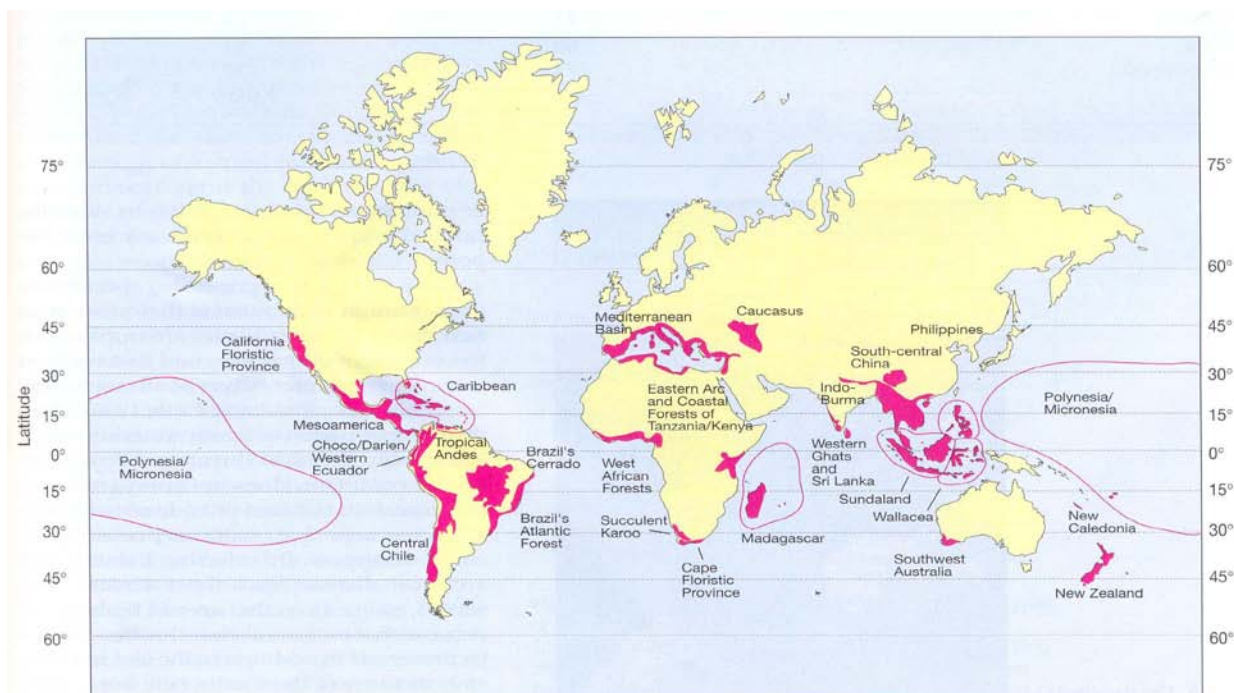 75°
60°
45°
30°
15°
0°
15°
30°
45°
60°
Latitude
75°
60°
45°
30°
15°
0°
15°
30°
45°
60°
California
Floristic
Province
Caribbean
Mesoamerica
Choco/Darien/
Western
Ecuador
Tropical
Andes
Polynesia/
Micronesia
Brazil's
Cerrado
Brazil's
Atlantic
Forest
Central
Chile
Mediterranean
Basin
Caucasus
Eastern Arc
and Coastal
Forests of
Tanzania/Kenya
West
African
Forests
Succulent
Karoo
Cape
Floristic
Province
Madagascar
Philippines
South-central
China
Indo-
Burma
Western
Ghats
and
Sri Lanka
Sundaland
Wallacea
Polynesia/
Micronesia
New
Caledonia
Southwest
Australia
New Zealand